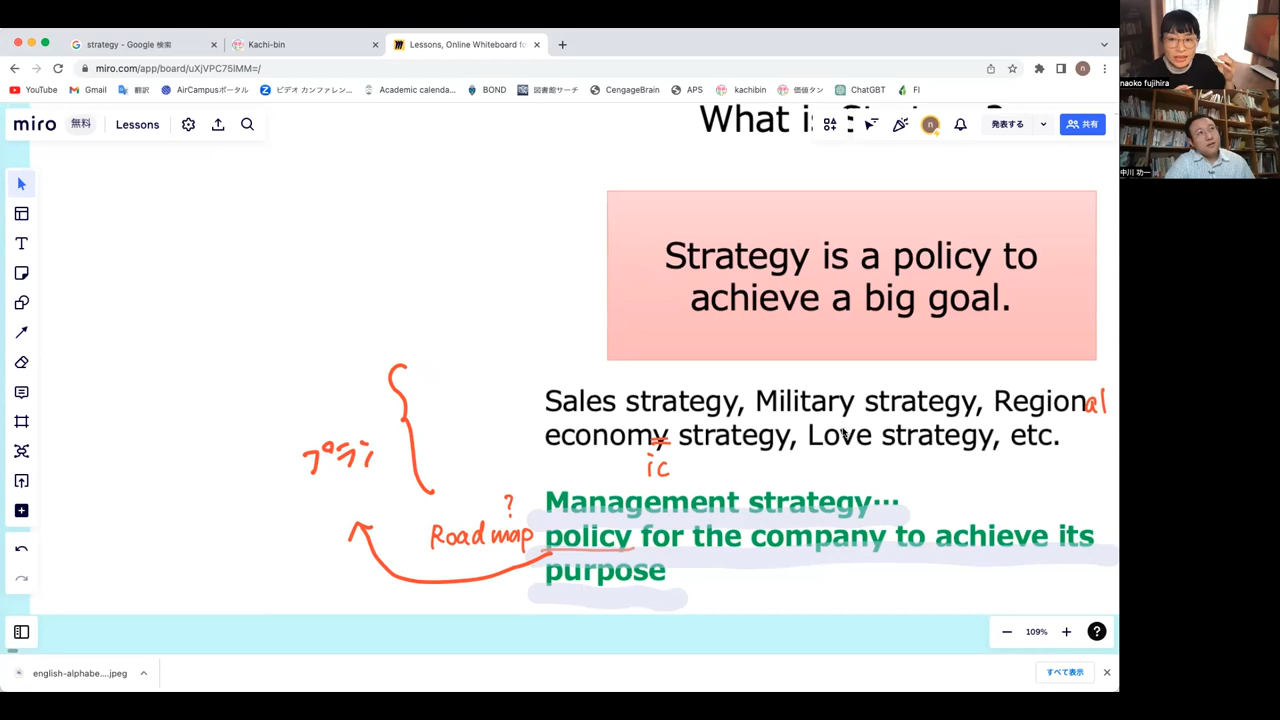 strategy - Google 検索
Kachi-bin
Lessons, Online Whiteboard for
miro.com/app/board/uXjVPC75IMM=/
YouTube
Gmail
翻訳
AirCampusポータル
ビデオ カンファレン...
Academic calenda...
BOND
図書館サーチ
CengageBrain
APS
kachibin
価値タン
ChatGBT
FI
miro
無料
Lessons
What is
n
発表する
共有
Strategy is a policy to
achieve a big goal.
Sales strategy, Military strategy, Regional
economy strategy, Love strategy, etc.
ic
Management strategy…
?
Road map
policy for the company to achieve its
purpose
109%
english-alphabe....jpeg
すべて表示
naoko fujihira
中川 功一